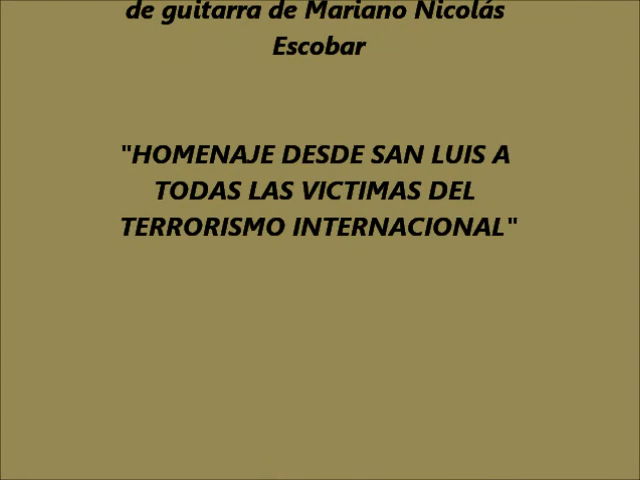 de guitarra de Mariano Nicolás
Escobar
"HOMENAJE DESDE SAN LUIS A
TODAS LAS VICTIMAS DEL
TERRORISMO INTERNACIONAL"